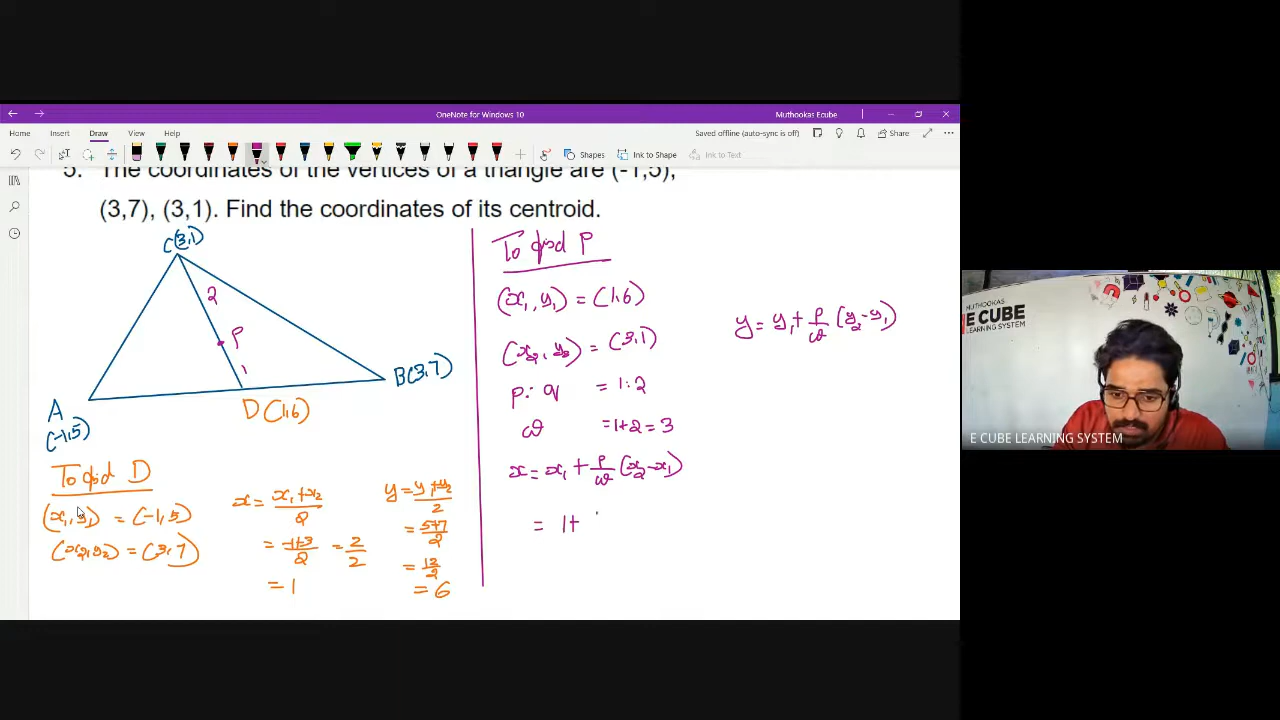 OneNote for Windows 10
Muthookas Ecube
Home Insert Draw View Help
Saved offline (auto-sync is off)
Share
Shapes
Ink to Shape
Ink to Text
5. The coordinates of the vertices of a triangle are (-1,5),
(3,7), (3,1). Find the coordinates of its centroid.
C(3,1)
2
P
1
B(3,7)
A
(-1,5)
D(1,6)
To find D
(x₁, y₁) = (-1,5)
(x₂, y₂) = (3,7)
x = x₁+x₂/2
= -1+3/2 = 2/2
= 1
y = y₁+y₂/2
= 5+7/2
= 12/2
= 6
To find P
(x₁, y₁) = (1,6)
(x₂, y₂) = (3,1)
p:q = 1:2
ω = 1+2=3
x = x₁ + p/ω (x₂-x₁)
= 1+
y = y₁ + p/ω (y₂-y₁)
MUTHOOKAS
E CUBE
LEARNING SYSTEM
E CUBE LEARNING SYSTEM